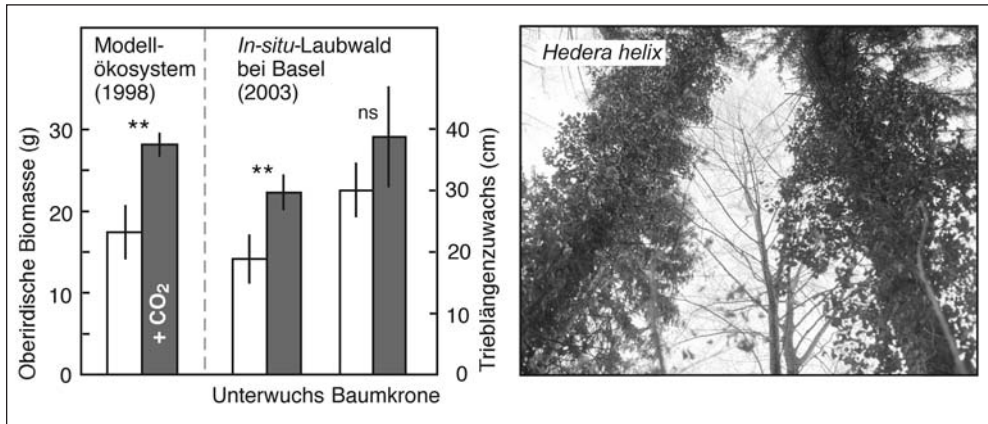 Modell-
ökosystem
(1998)
In-situ-Laubwald
bei Basel
(2003)
**
**
ns
Oberirdische Biomasse (g)
30
20
10
0
+ CO₂
Trieblängenzuwachs (cm)
40
30
20
10
0
Unterwuchs Baumkrone
Hedera helix